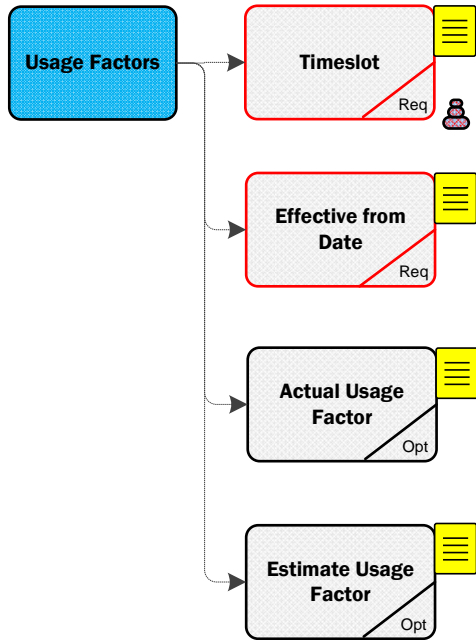 Usage Factors
Timeslot
Req
Effective from
Date
Req
Actual Usage
Factor
Opt
Estimate Usage
Factor
Opt